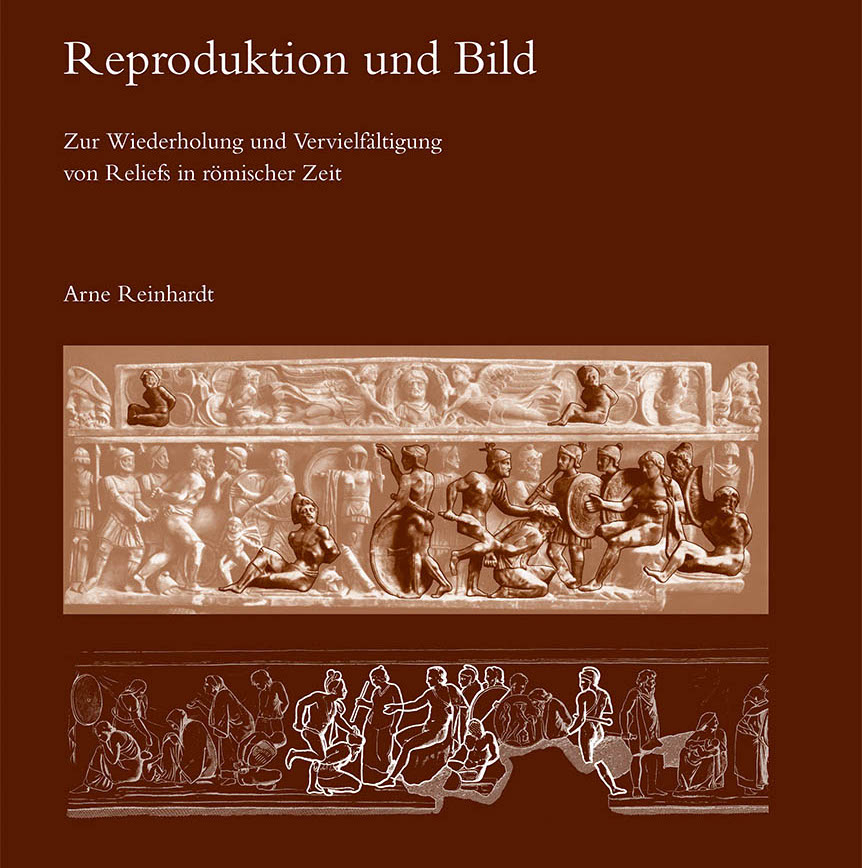 Reproduktion und Bild
Zur Wiederholung und Vervielfältigung
von Reliefs in römischer Zeit
Arne Reinhardt